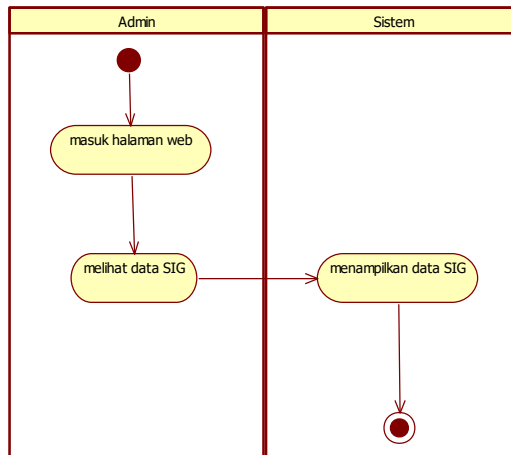 Admin
Sistem
masuk halaman web
melihat data SIG
menampilkan data SIG